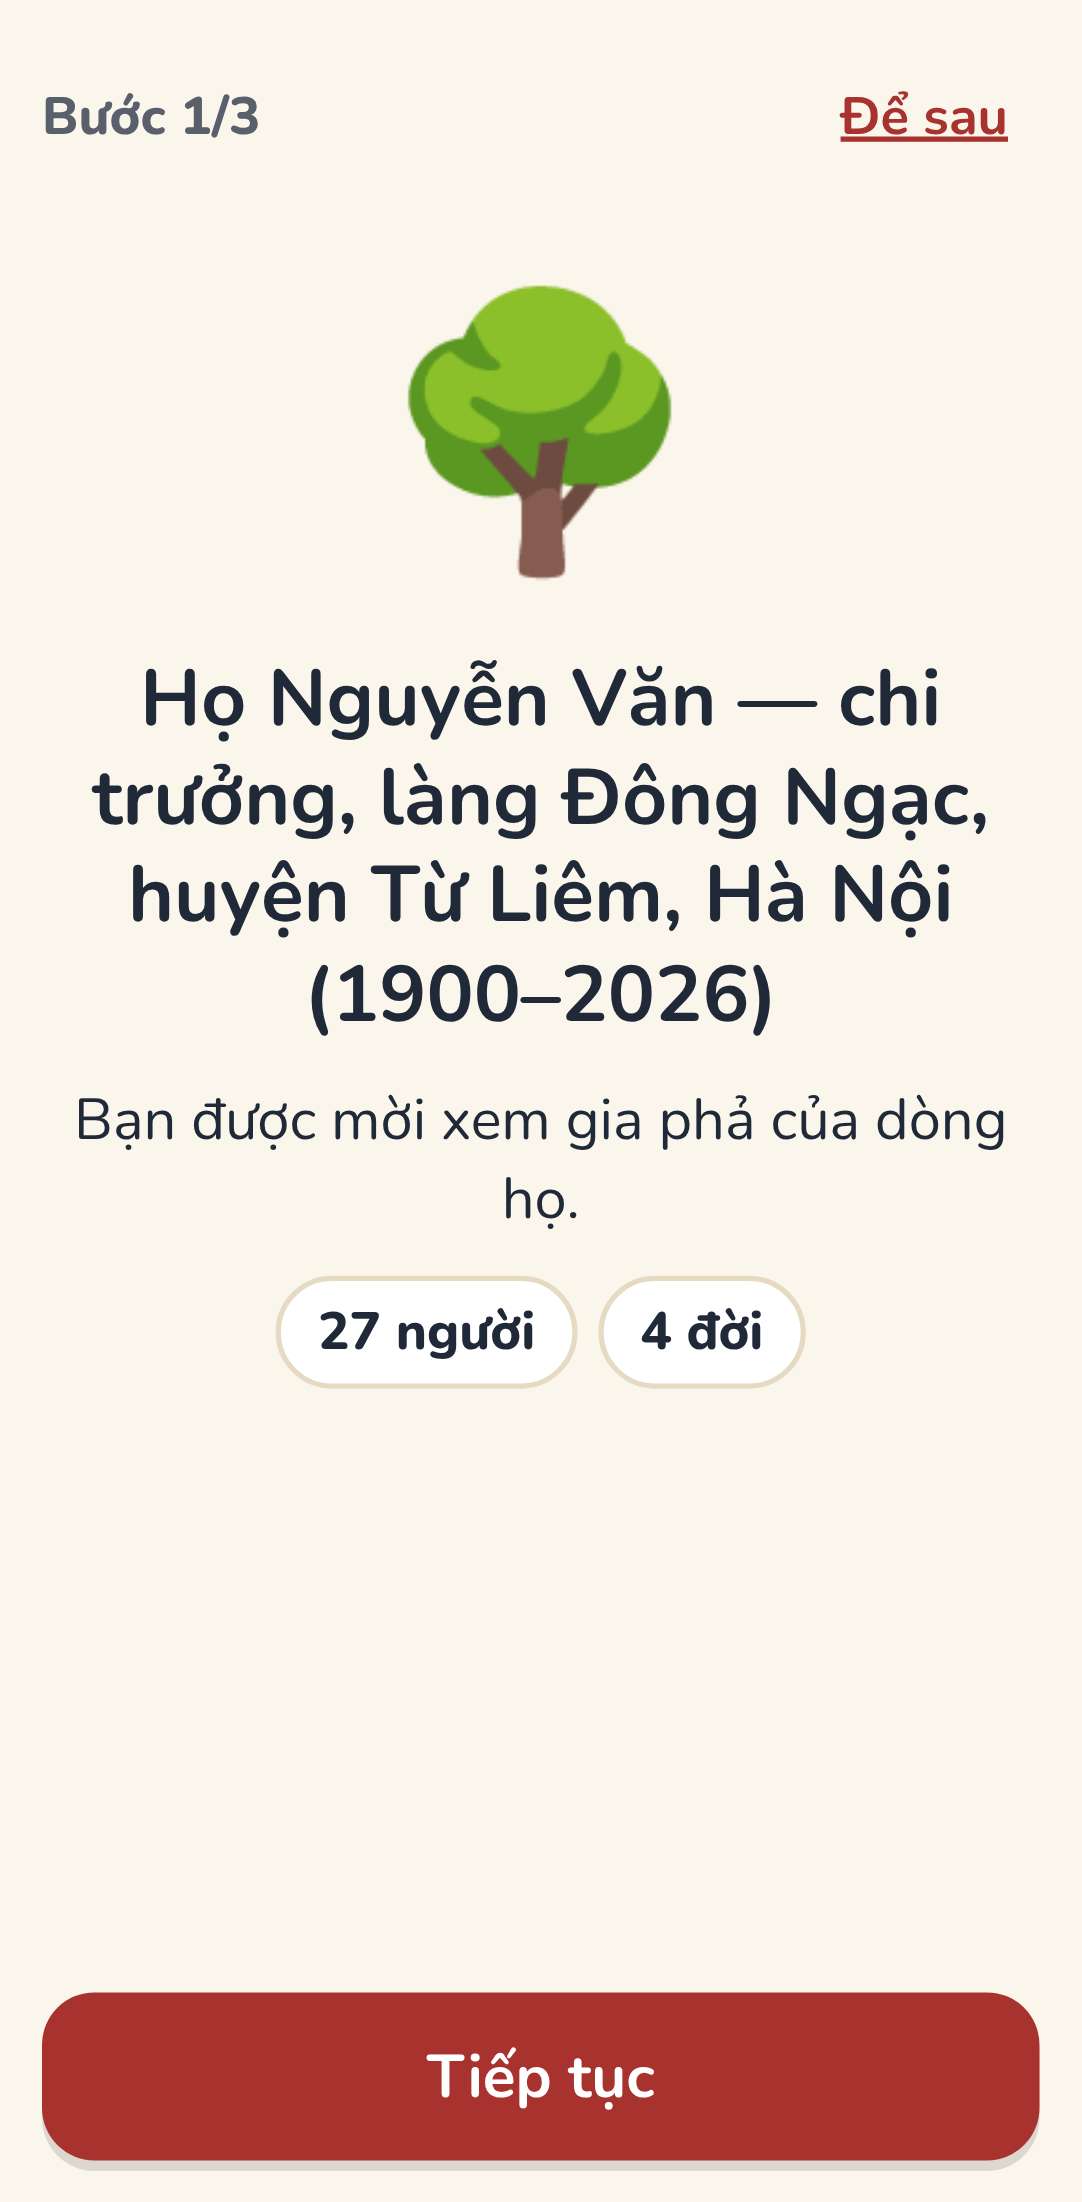 Bước 1/3
Để sau
Họ Nguyễn Văn — chi
trưởng, làng Đông Ngạc,
huyện Từ Liêm, Hà Nội
(1900–2026)
Bạn được mời xem gia phả của dòng
họ.
27 người
4 đời
Tiếp tục